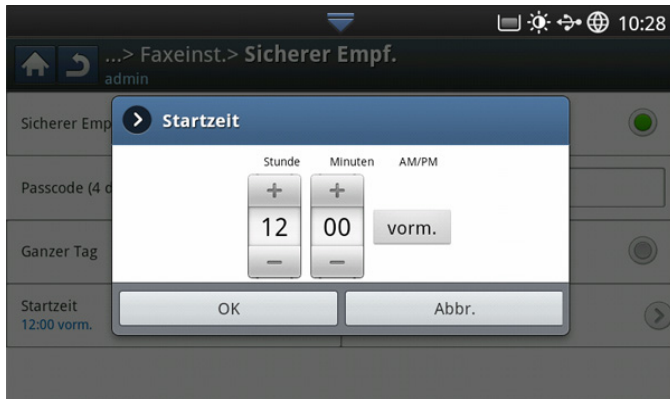 10:28
...> Faxeinst.> Sicherer Empf.
admin
Sicherer Emp
Startzeit
Stunde Minuten AM/PM
Passcode (4 d
12 00 vorm.
Ganzer Tag
Startzeit
12:00 vorm.
OK Abbr.